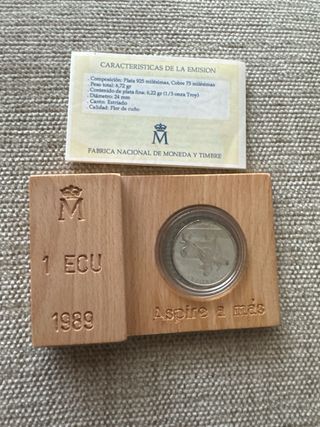 CARACTERISTICAS DE LA EMISION
. Composición: Plata 925 milésimas, Cobre 75 milésimas
. Peso total: 6,72 gr
. Contenido de plata fina: 6,22 gr (1/5 onza Troy)
. Diámetro: 24 mm
. Canto: Estriado
. Calidad: Flor de cuño
M
FABRICA NACIONAL DE MONEDA Y TIMBRE
M
1 ECU
1989
Aspire a más